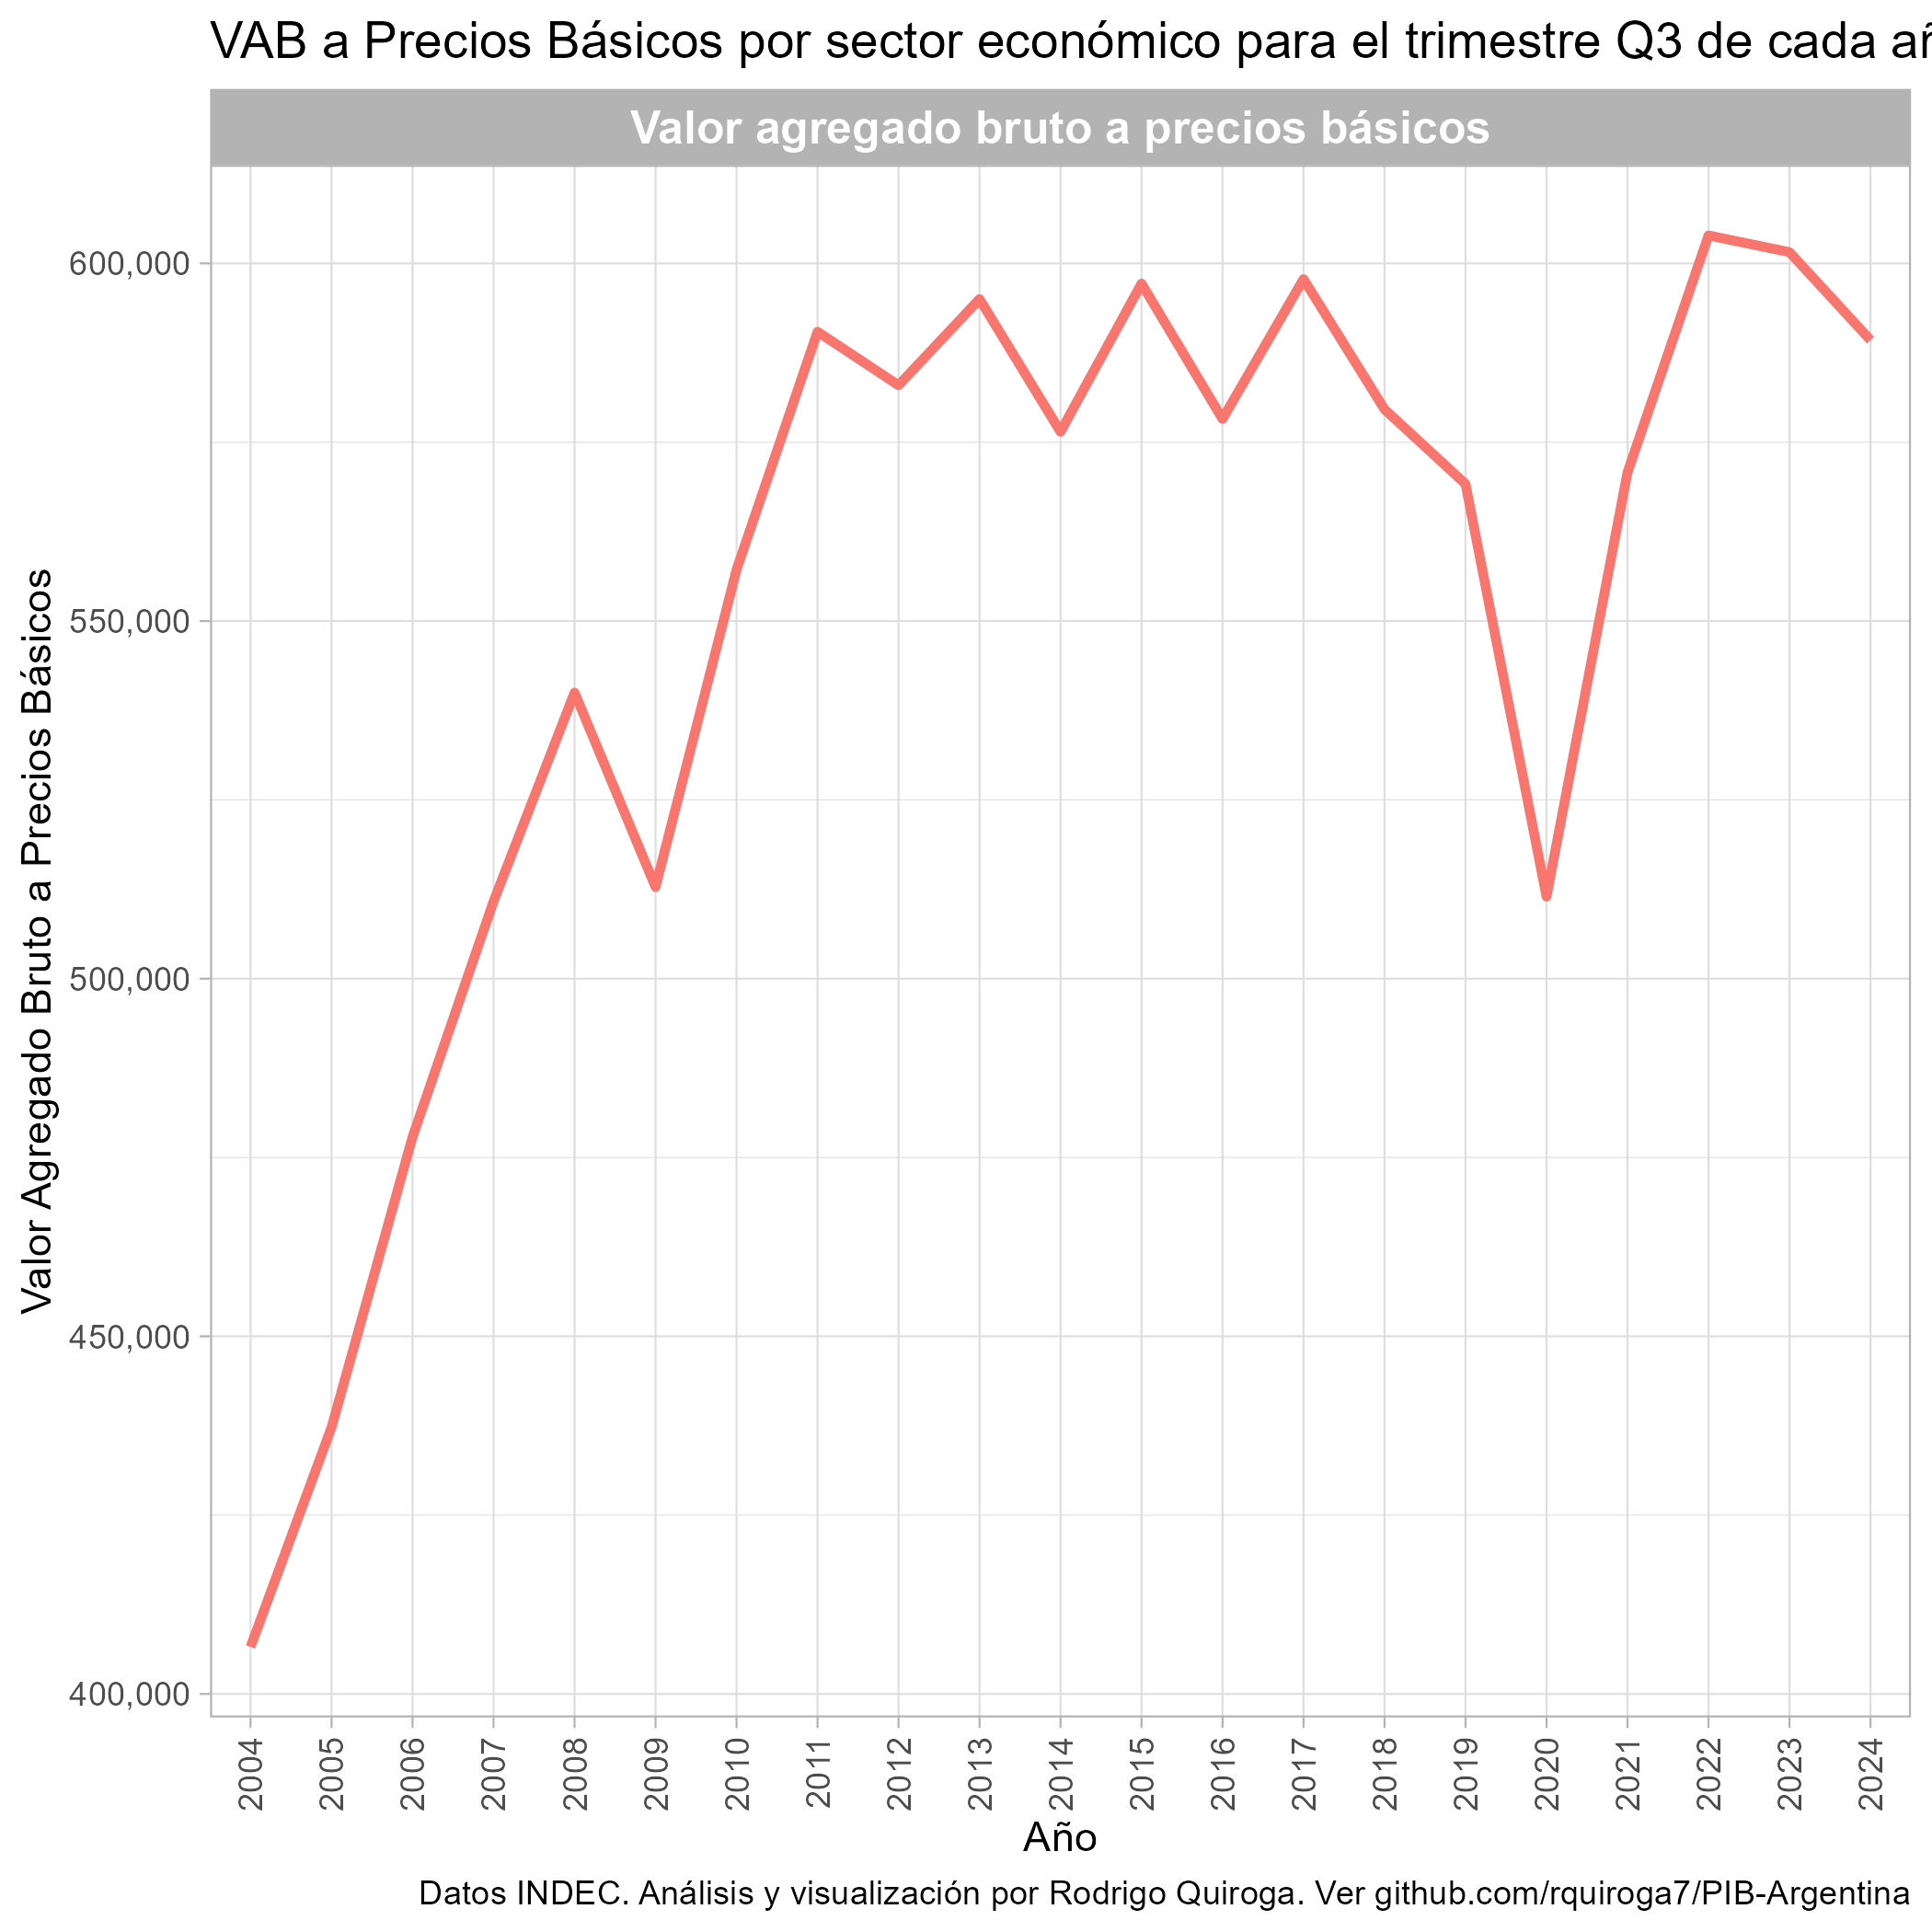 VAB a Precios Básicos por sector económico para el trimestre Q3 de cada
Valor agregado bruto a precios básicos
Valor Agregado Bruto a Precios Básicos
600,000
550,000
500,000
450,000
400,000
2004 2005 2006 2007 2008 2009 2010 2011 2012 2013 2014 2015 2016 2017 2018 2019 2020 2021 2022 2023 2024
Año
Datos INDEC. Análisis y visualización por Rodrigo Quiroga. Ver github.com/rquiroga7/PIB-Argentina